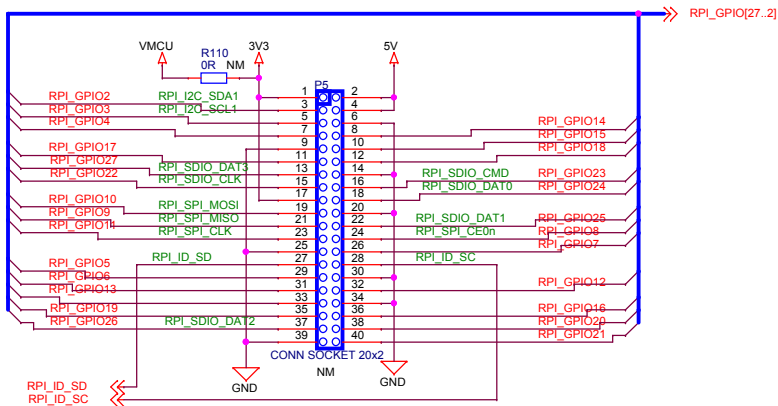 RPI_GPIO[27..2]
VMCU R110 3V3 5V
0R NM
P5
1 2
RPI_GPIO2 RPI_I2C_SDA1 3 4
RPI_GPIO3 RPI_I2C_SCL1 5 6
RPI_GPIO4 7 8 RPI_GPIO14
9 10 RPI_GPIO15
RPI_GPIO17 11 12 RPI_GPIO18
RPI_GPIO27 RPI_SDIO_DAT3 13 14
RPI_GPIO22 RPI_SDIO_CLK 15 16 RPI_SDIO_CMD RPI_GPIO23
17 18 RPI_SDIO_DAT0 RPI_GPIO24
RPI_GPIO10 RPI_SPI_MOSI 19 20
RPI_GPIO9 RPI_SPI_MISO 21 22 RPI_SDIO_DAT1 RPI_GPIO25
RPI_GPIO11 RPI_SPI_CLK 23 24 RPI_SPI_CE0n RPI_GPIO8
25 26 RPI_GPIO7
RPI_ID_SD 27 28 RPI_ID_SC
RPI_GPIO5 29 30
RPI_GPIO6 31 32 RPI_GPIO12
RPI_GPIO13 33 34
RPI_GPIO19 35 36 RPI_GPIO16
RPI_GPIO26 RPI_SDIO_DAT2 37 38 RPI_GPIO20
39 40 RPI_GPIO21
CONN SOCKET 20x2
NM
GND GND
RPI_ID_SD
RPI_ID_SC